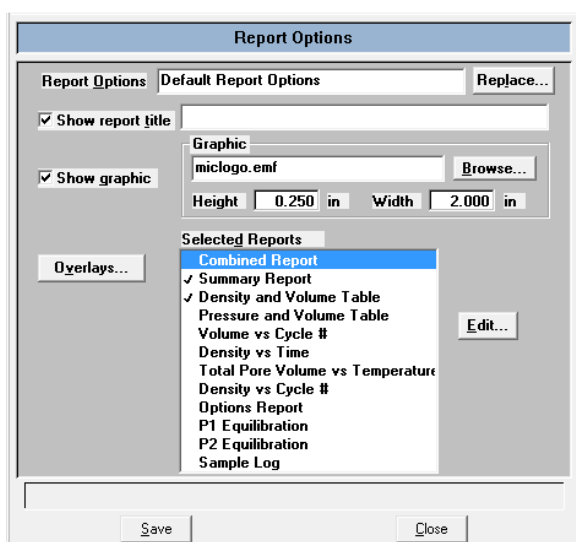 Report Options
Report Options Default Report Options Replace...
Show report title
Graphic
Show graphic miclogo.emf Browse...
Height 0.250 in Width 2.000 in
Selected Reports
Overlays...
Combined Report
Summary Report
Density and Volume Table
Pressure and Volume Table
Edit...
Volume vs Cycle #
Density vs Time
Total Pore Volume vs Temperature
Density vs Cycle #
Options Report
P1 Equilibration
P2 Equilibration
Sample Log
Save Close